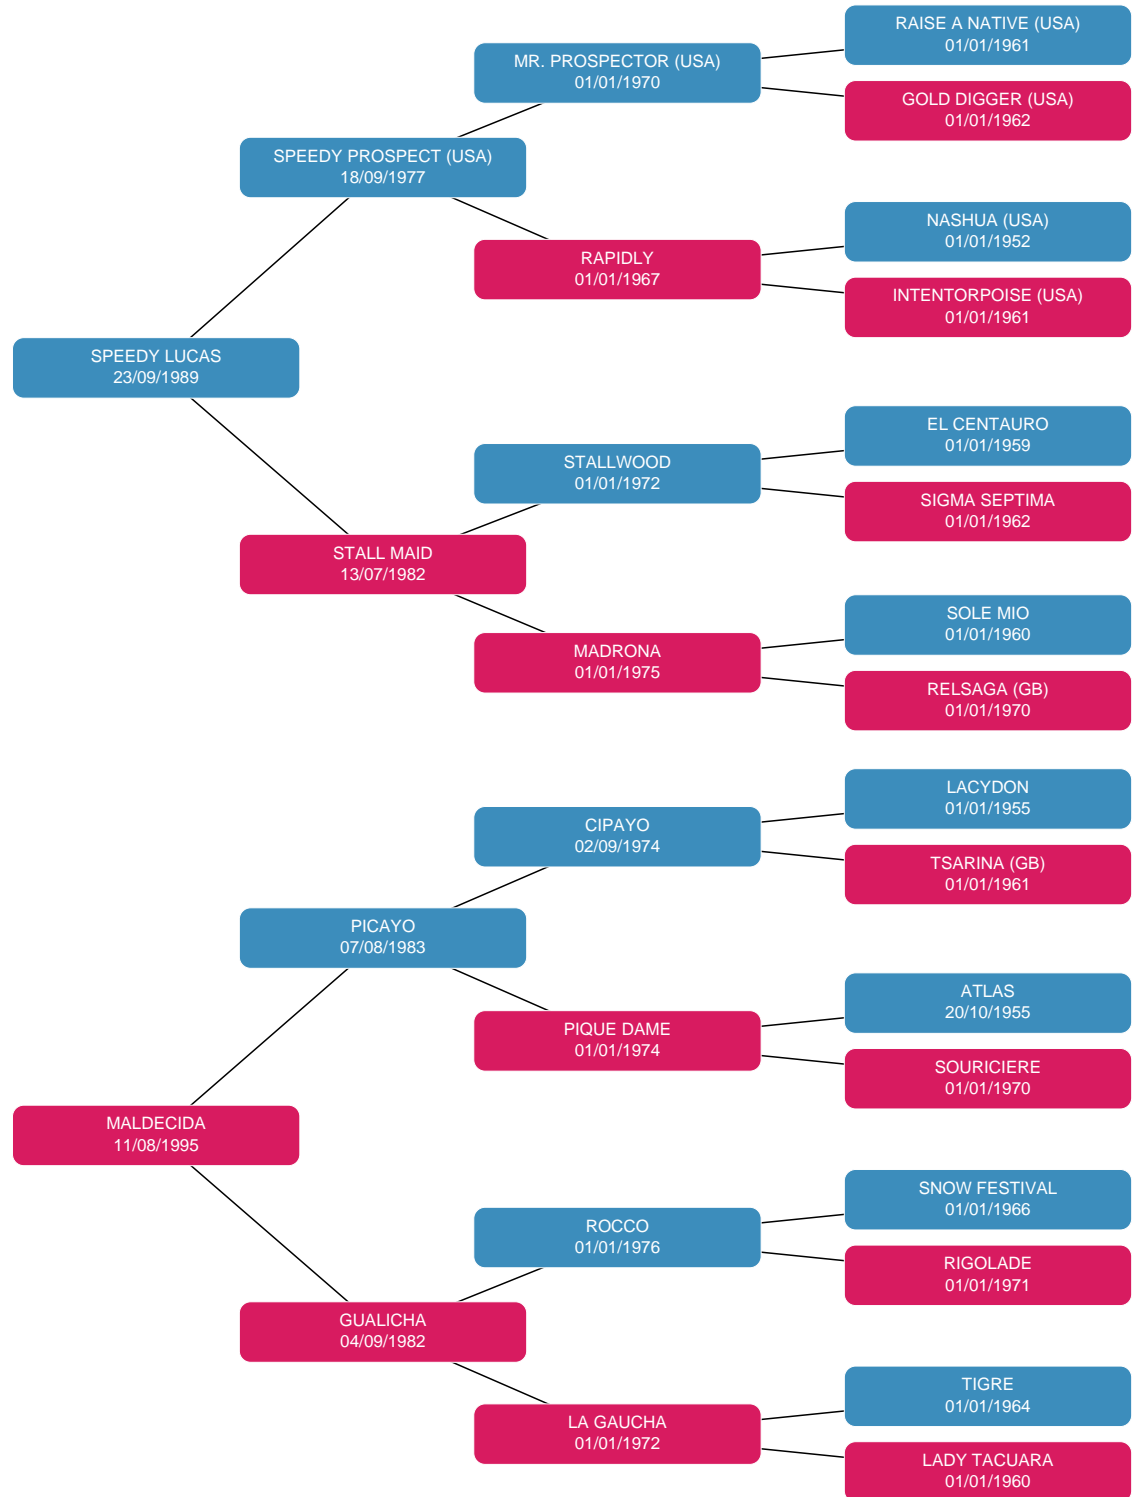 RAISE A NATIVE (USA)
01/01/1961
MR. PROSPECTOR (USA)
01/01/1970
GOLD DIGGER (USA)
01/01/1962
SPEEDY PROSPECT (USA)
18/09/1977
NASHUA (USA)
01/01/1952
RAPIDLY
01/01/1967
INTENTORPOISE (USA)
01/01/1961
SPEEDY LUCAS
23/09/1989
EL CENTAURO
01/01/1959
STALLWOOD
01/01/1972
SIGMA SEPTIMA
01/01/1962
STALL MAID
13/07/1982
SOLE MIO
01/01/1960
MADRONA
01/01/1975
RELSAGA (GB)
01/01/1970
LACYDON
01/01/1955
CIPAYO
02/09/1974
TSARINA (GB)
01/01/1961
PICAYO
07/08/1983
ATLAS
20/10/1955
PIQUE DAME
01/01/1974
SOURICIERE
01/01/1970
MALDECIDA
11/08/1995
SNOW FESTIVAL
01/01/1966
ROCCO
01/01/1976
RIGOLADE
01/01/1971
GUALICHA
04/09/1982
TIGRE
01/01/1964
LA GAUCHA
01/01/1972
LADY TACUARA
01/01/1960